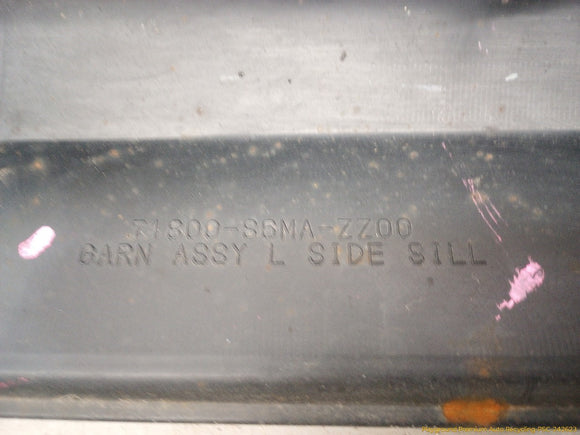 71800-S6MA-ZZ00
GARN ASSY L SIDE SILL